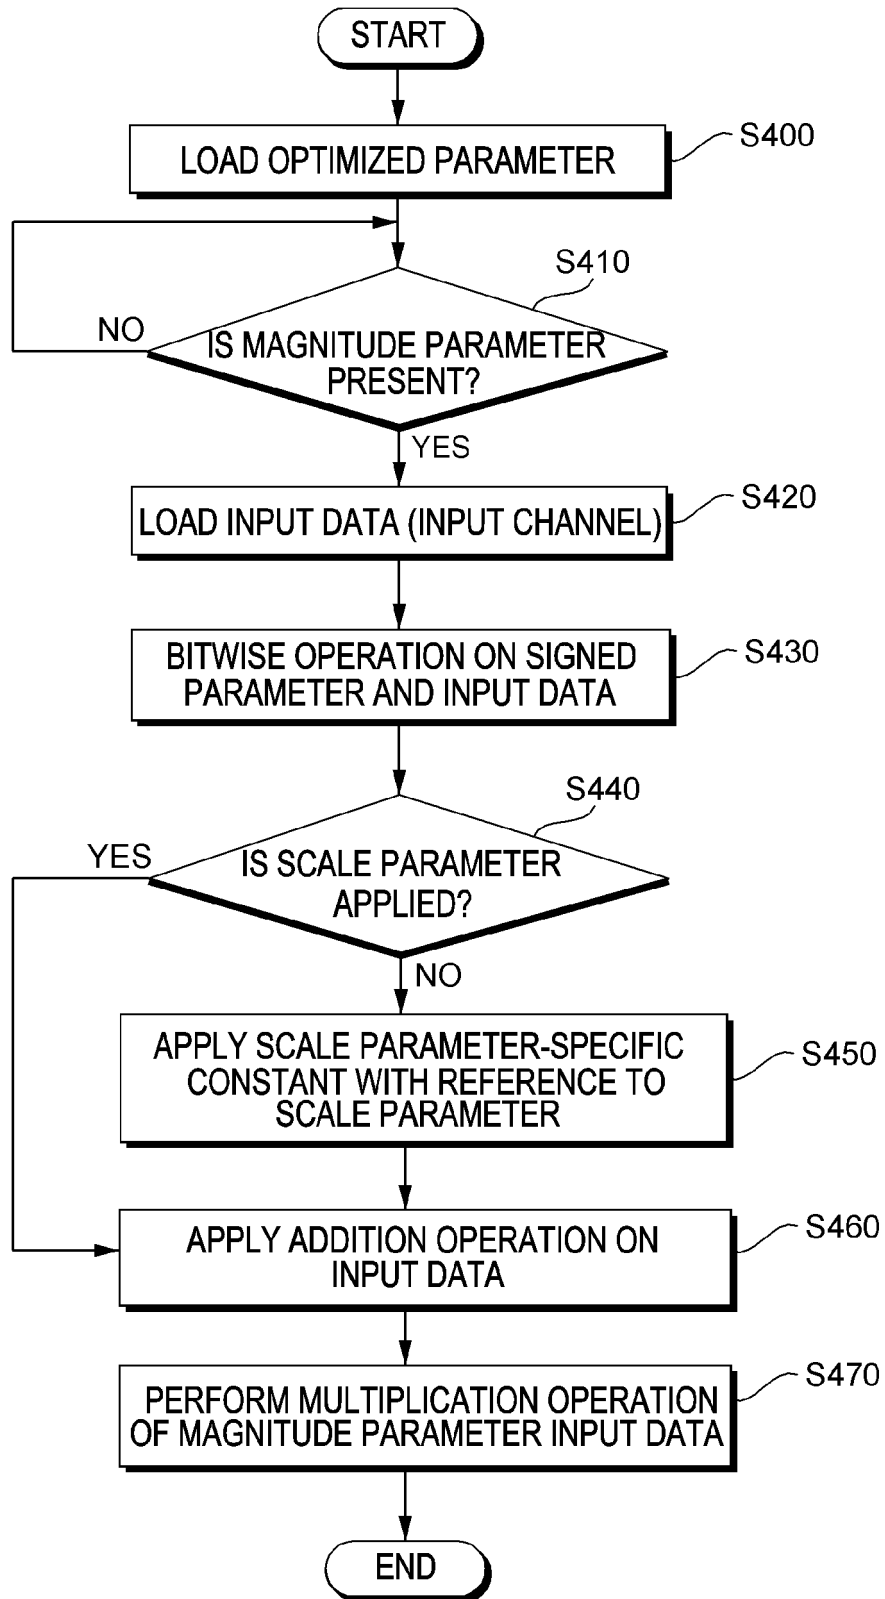 START
LOAD OPTIMIZED PARAMETER
S400
S410
NO
IS MAGNITUDE PARAMETER
PRESENT?
YES
LOAD INPUT DATA (INPUT CHANNEL)
S420
BITWISE OPERATION ON SIGNED
PARAMETER AND INPUT DATA
S430
S440
YES
IS SCALE PARAMETER
APPLIED?
NO
APPLY SCALE PARAMETER-SPECIFIC
CONSTANT WITH REFERENCE TO
SCALE PARAMETER
S450
APPLY ADDITION OPERATION ON
INPUT DATA
S460
PERFORM MULTIPLICATION OPERATION
OF MAGNITUDE PARAMETER INPUT DATA
S470
END